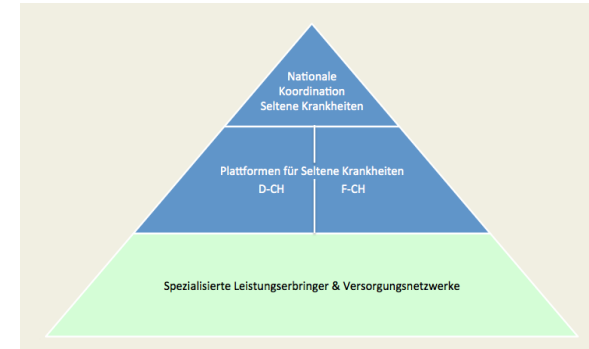 Nationale
Koordination
Seltene Krankheiten
Plattformen für Seltene Krankheiten
D-CH F-CH
Spezialisierte Leistungserbringer & Versorgungsnetzwerke